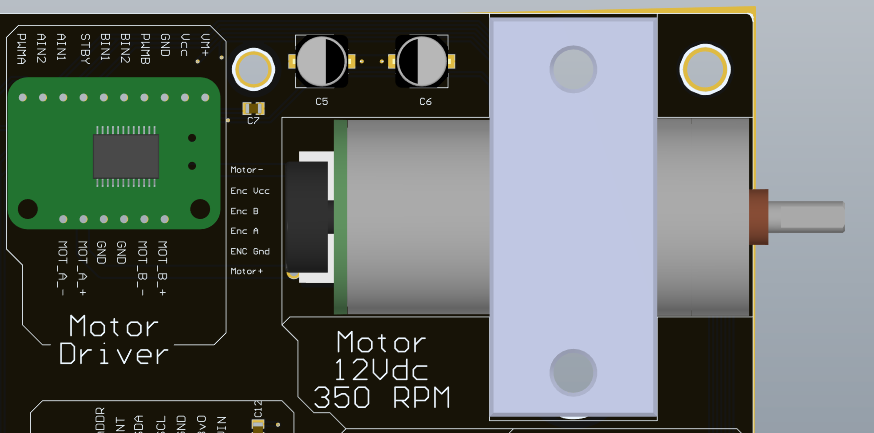 PWMA
AIN2
AIN1
STBY
BIN1
BIN2
PWMB
GND
Vcc
VM+
C5
C6
C7
Motor-
Enc Vcc
Enc B
Enc A
ENC Gnd
Motor+
MOT_A_-
MOT_A_+
GND
GND
MOT_B_-
MOT_B_+
Motor
Driver
Motor
12Vdc
350 RPM
C12